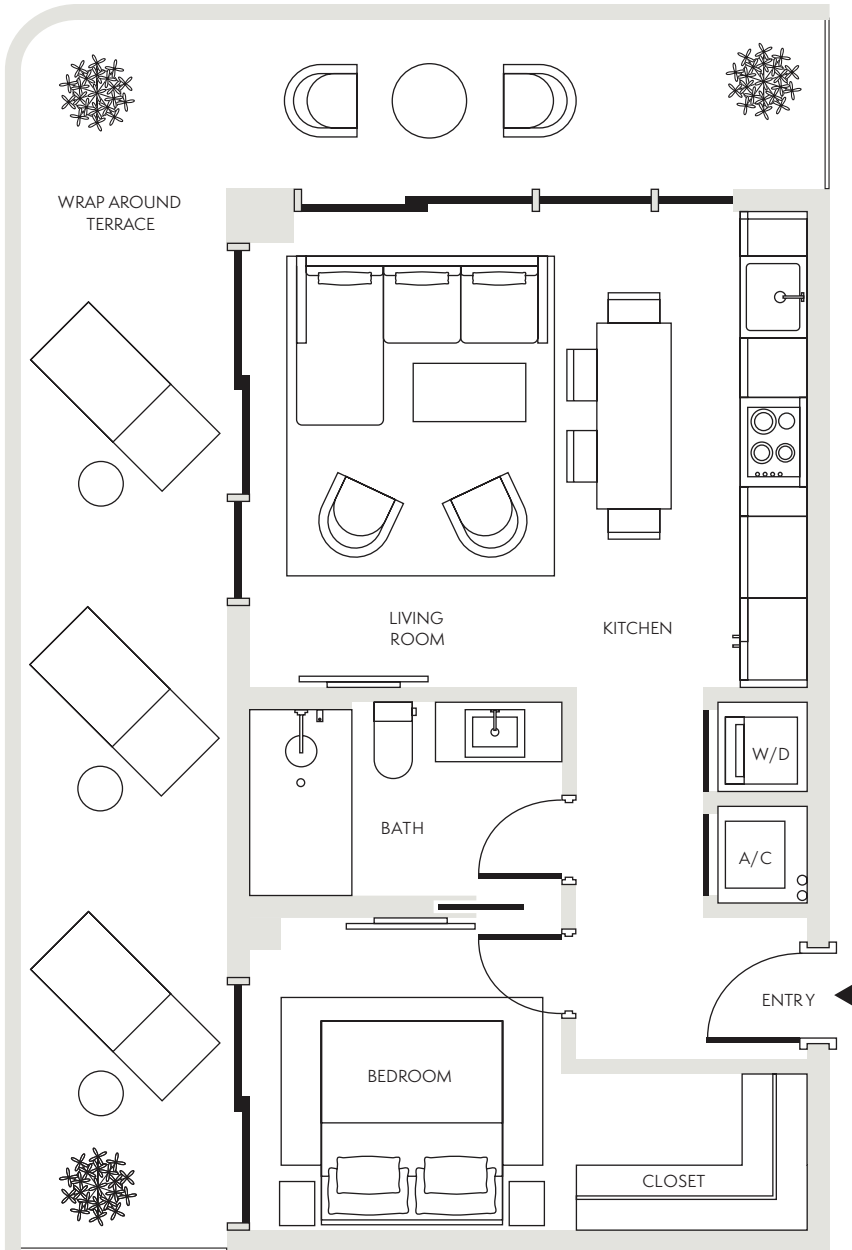 WRAP AROUND
TERRACE
LIVING
ROOM
KITCHEN
W/D
BATH
A/C
ENTRY
BEDROOM
CLOSET